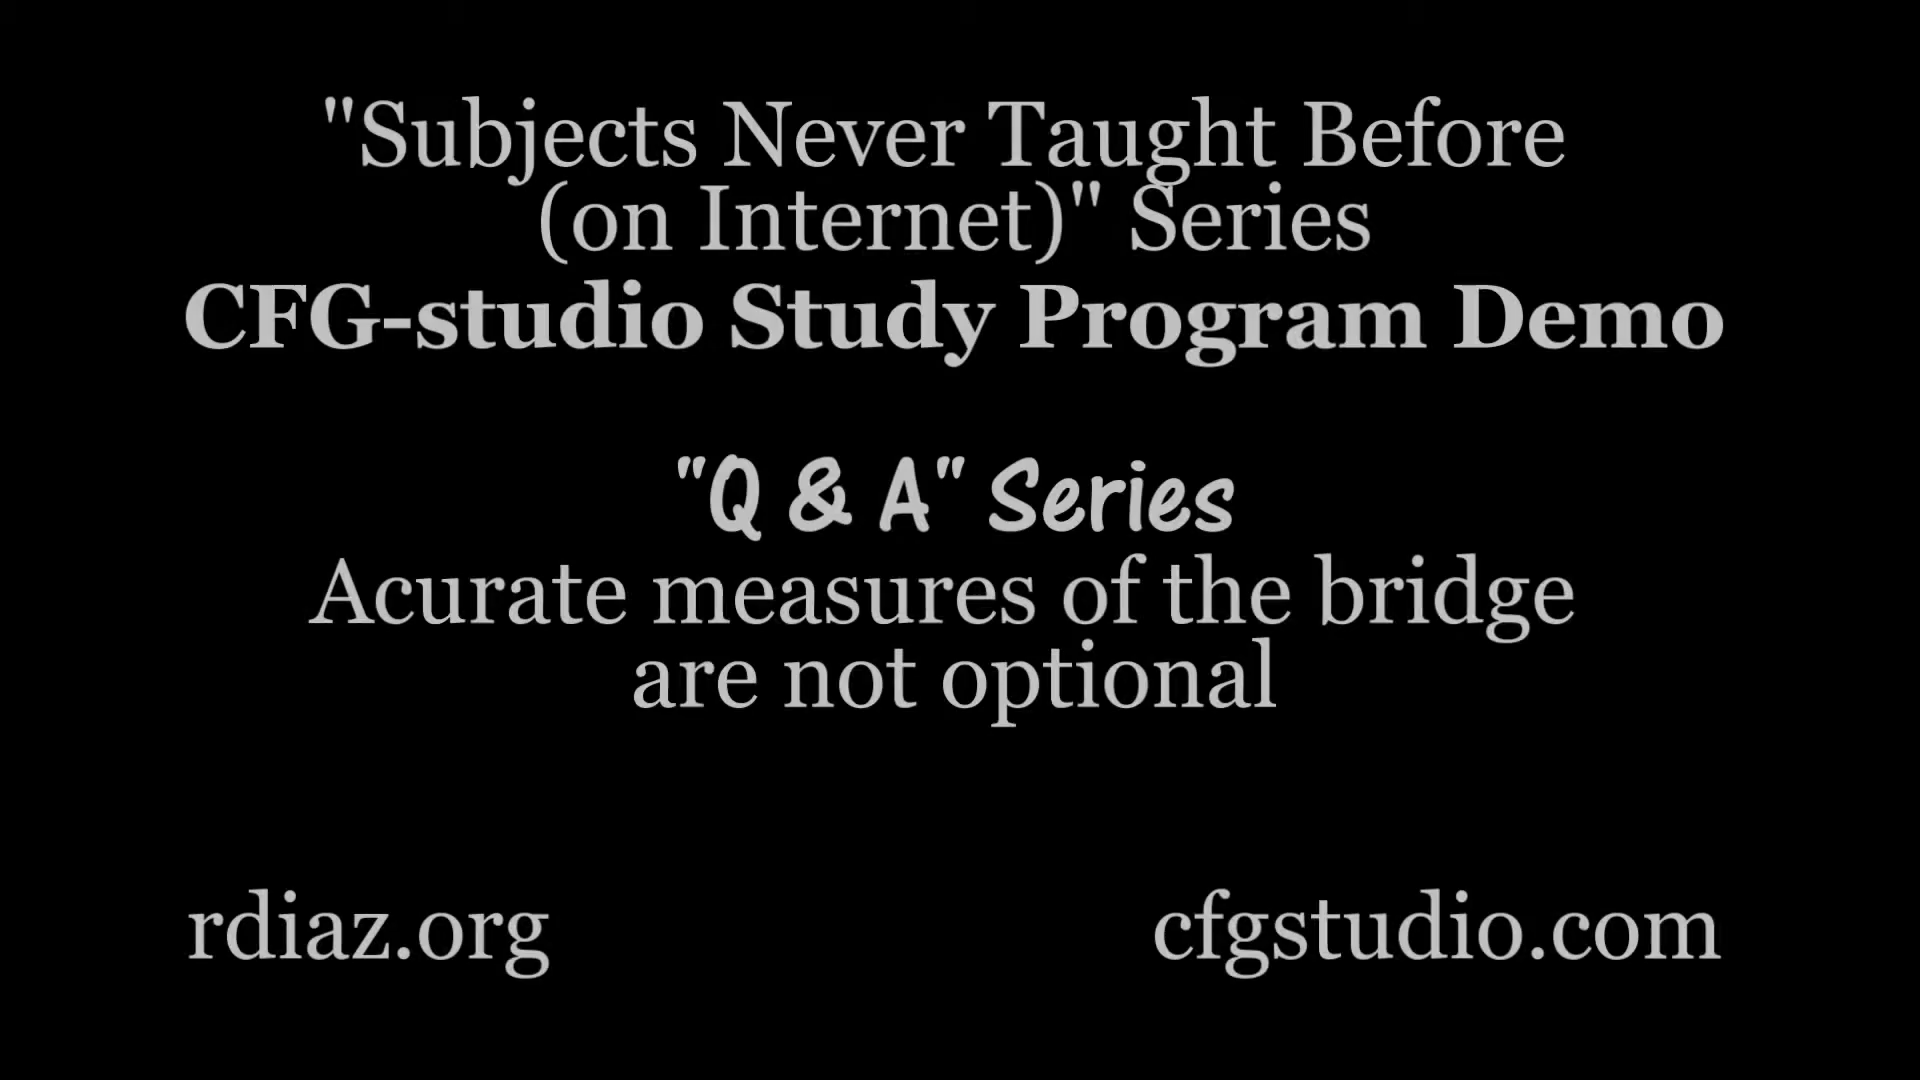 "Subjects Never Taught Before
(on Internet)" Series
CFG-studio Study Program Demo
"Q & A" Series
Acurate measures of the bridge
are not optional
rdiaz.org
cfgstudio.com